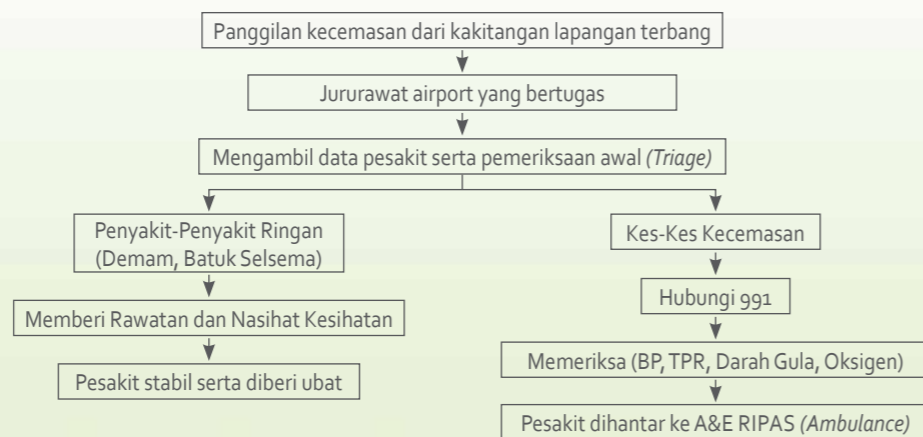 Panggilan kecemasan dari kakitangan lapangan terbang
Jururawat airport yang bertugas
Mengambil data pesakit serta pemeriksaan awal (Triage)
Penyakit-Penyakit Ringan
(Demam, Batuk Selsema)
Memberi Rawatan dan Nasihat Kesihatan
Pesakit stabil serta diberi ubat
Kes-Kes Kecemasan
Hubungi 991
Memeriksa (BP, TPR, Darah Gula, Oksigen)
Pesakit dihantar ke A&E RIPAS (Ambulance)